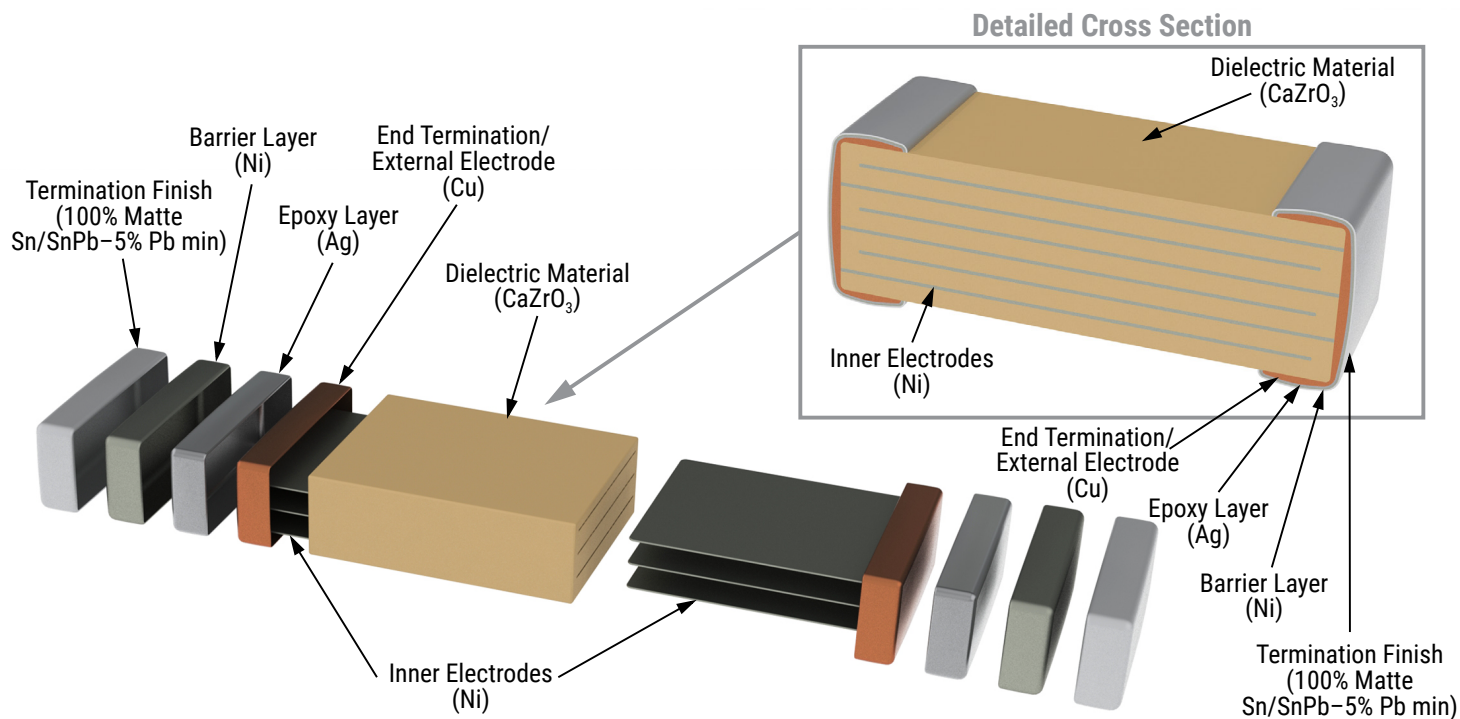 Detailed Cross Section
Dielectric Material
(CaZrO₃)
Inner Electrodes
(Ni)
End Termination/
External Electrode
(Cu)
Epoxy Layer
(Ag)
Barrier Layer
(Ni)
Termination Finish
(100% Matte
Sn/SnPb–5% Pb min)
Termination Finish
(100% Matte
Sn/SnPb–5% Pb min)
Barrier Layer
(Ni)
Epoxy Layer
(Ag)
End Termination/
External Electrode
(Cu)
Dielectric Material
(CaZrO₃)
Inner Electrodes
(Ni)